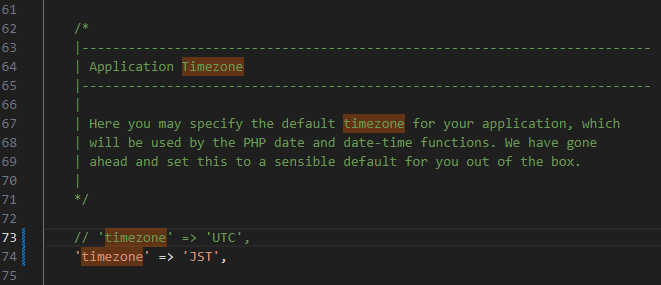 61
62 /*
63 |--------------------------------------------------------------------------
64 | Application Timezone
65 |--------------------------------------------------------------------------
66 |
67 | Here you may specify the default timezone for your application, which
68 | will be used by the PHP date and date-time functions. We have gone
69 | ahead and set this to a sensible default for you out of the box.
70 |
71 */
72
73 // 'timezone' => 'UTC',
74 'timezone' => 'JST',
75